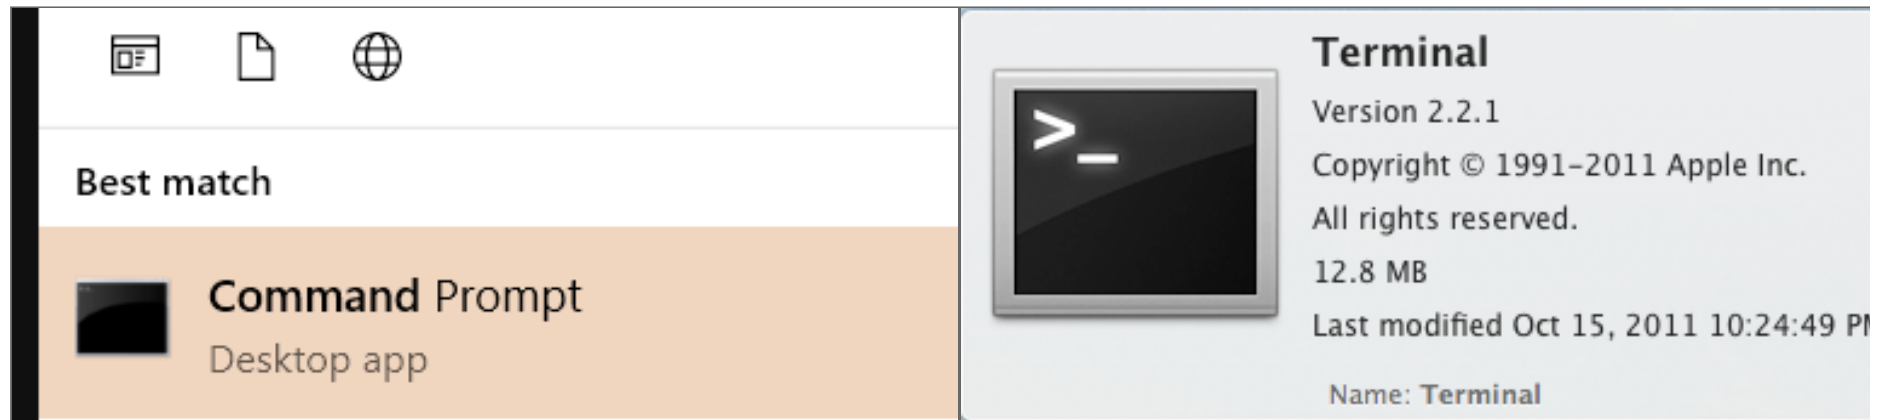 Best match
Command Prompt
Desktop app
>_
Terminal
Version 2.2.1
Copyright © 1991–2011 Apple Inc.
All rights reserved.
12.8 MB
Last modified Oct 15, 2011 10:24:49 PM
Name: Terminal